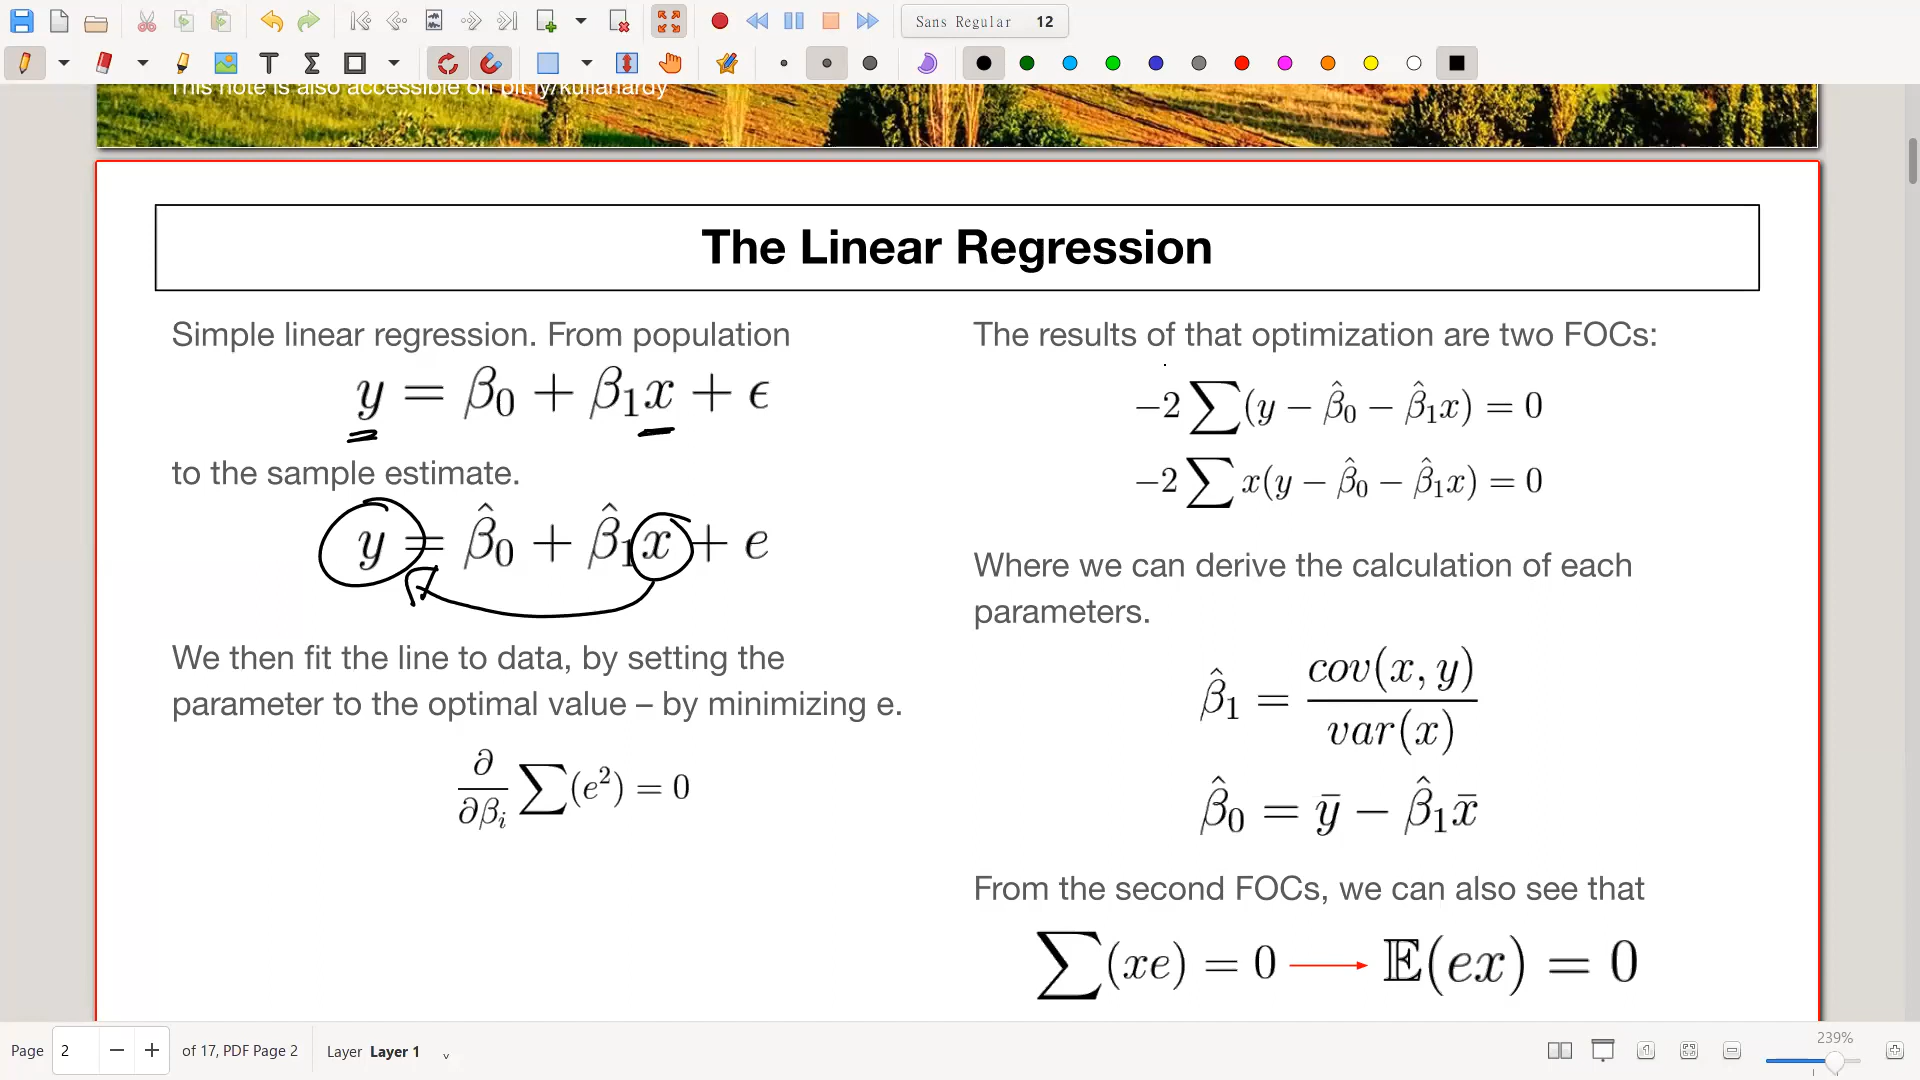 Sans Regular 12
This note is also accessible on bit.ly/kuliahardy
The Linear Regression
Simple linear regression. From population
y = β₀ + β₁x + ϵ
to the sample estimate.
y = β̂₀ + β̂₁x + e
We then fit the line to data, by setting the
parameter to the optimal value – by minimizing e.
∂/∂βᵢ ∑(e²) = 0
The results of that optimization are two FOCs:
−2 ∑(y − β̂₀ − β̂₁x) = 0
−2 ∑ x(y − β̂₀ − β̂₁x) = 0
Where we can derive the calculation of each
parameters.
β̂₁ = cov(x, y) / var(x)
β̂₀ = ȳ − β̂₁x̄
From the second FOCs, we can also see that
∑(xe) = 0 → 𝔼(ex) = 0
Page 2 of 17, PDF Page 2 Layer Layer 1 239%